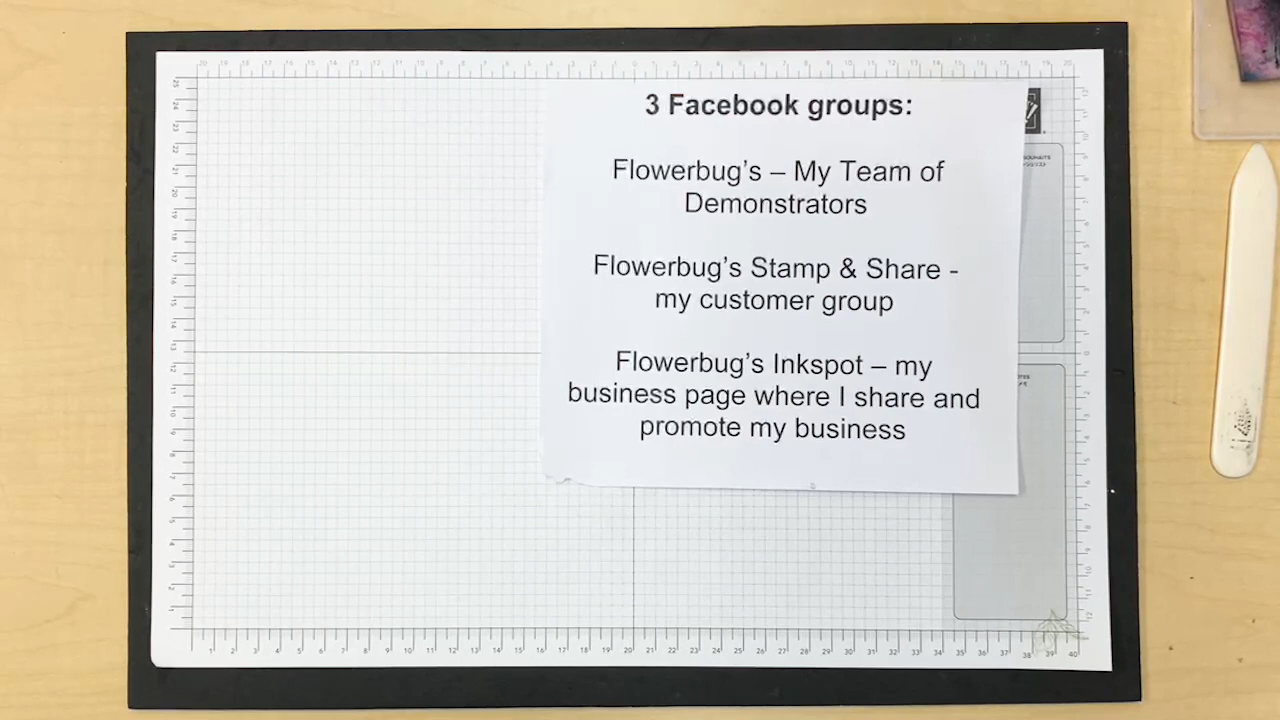 3 Facebook groups:
Flowerbug’s – My Team of
Demonstrators
Flowerbug’s Stamp & Share -
my customer group
Flowerbug’s Inkspot – my
business page where I share and
promote my business